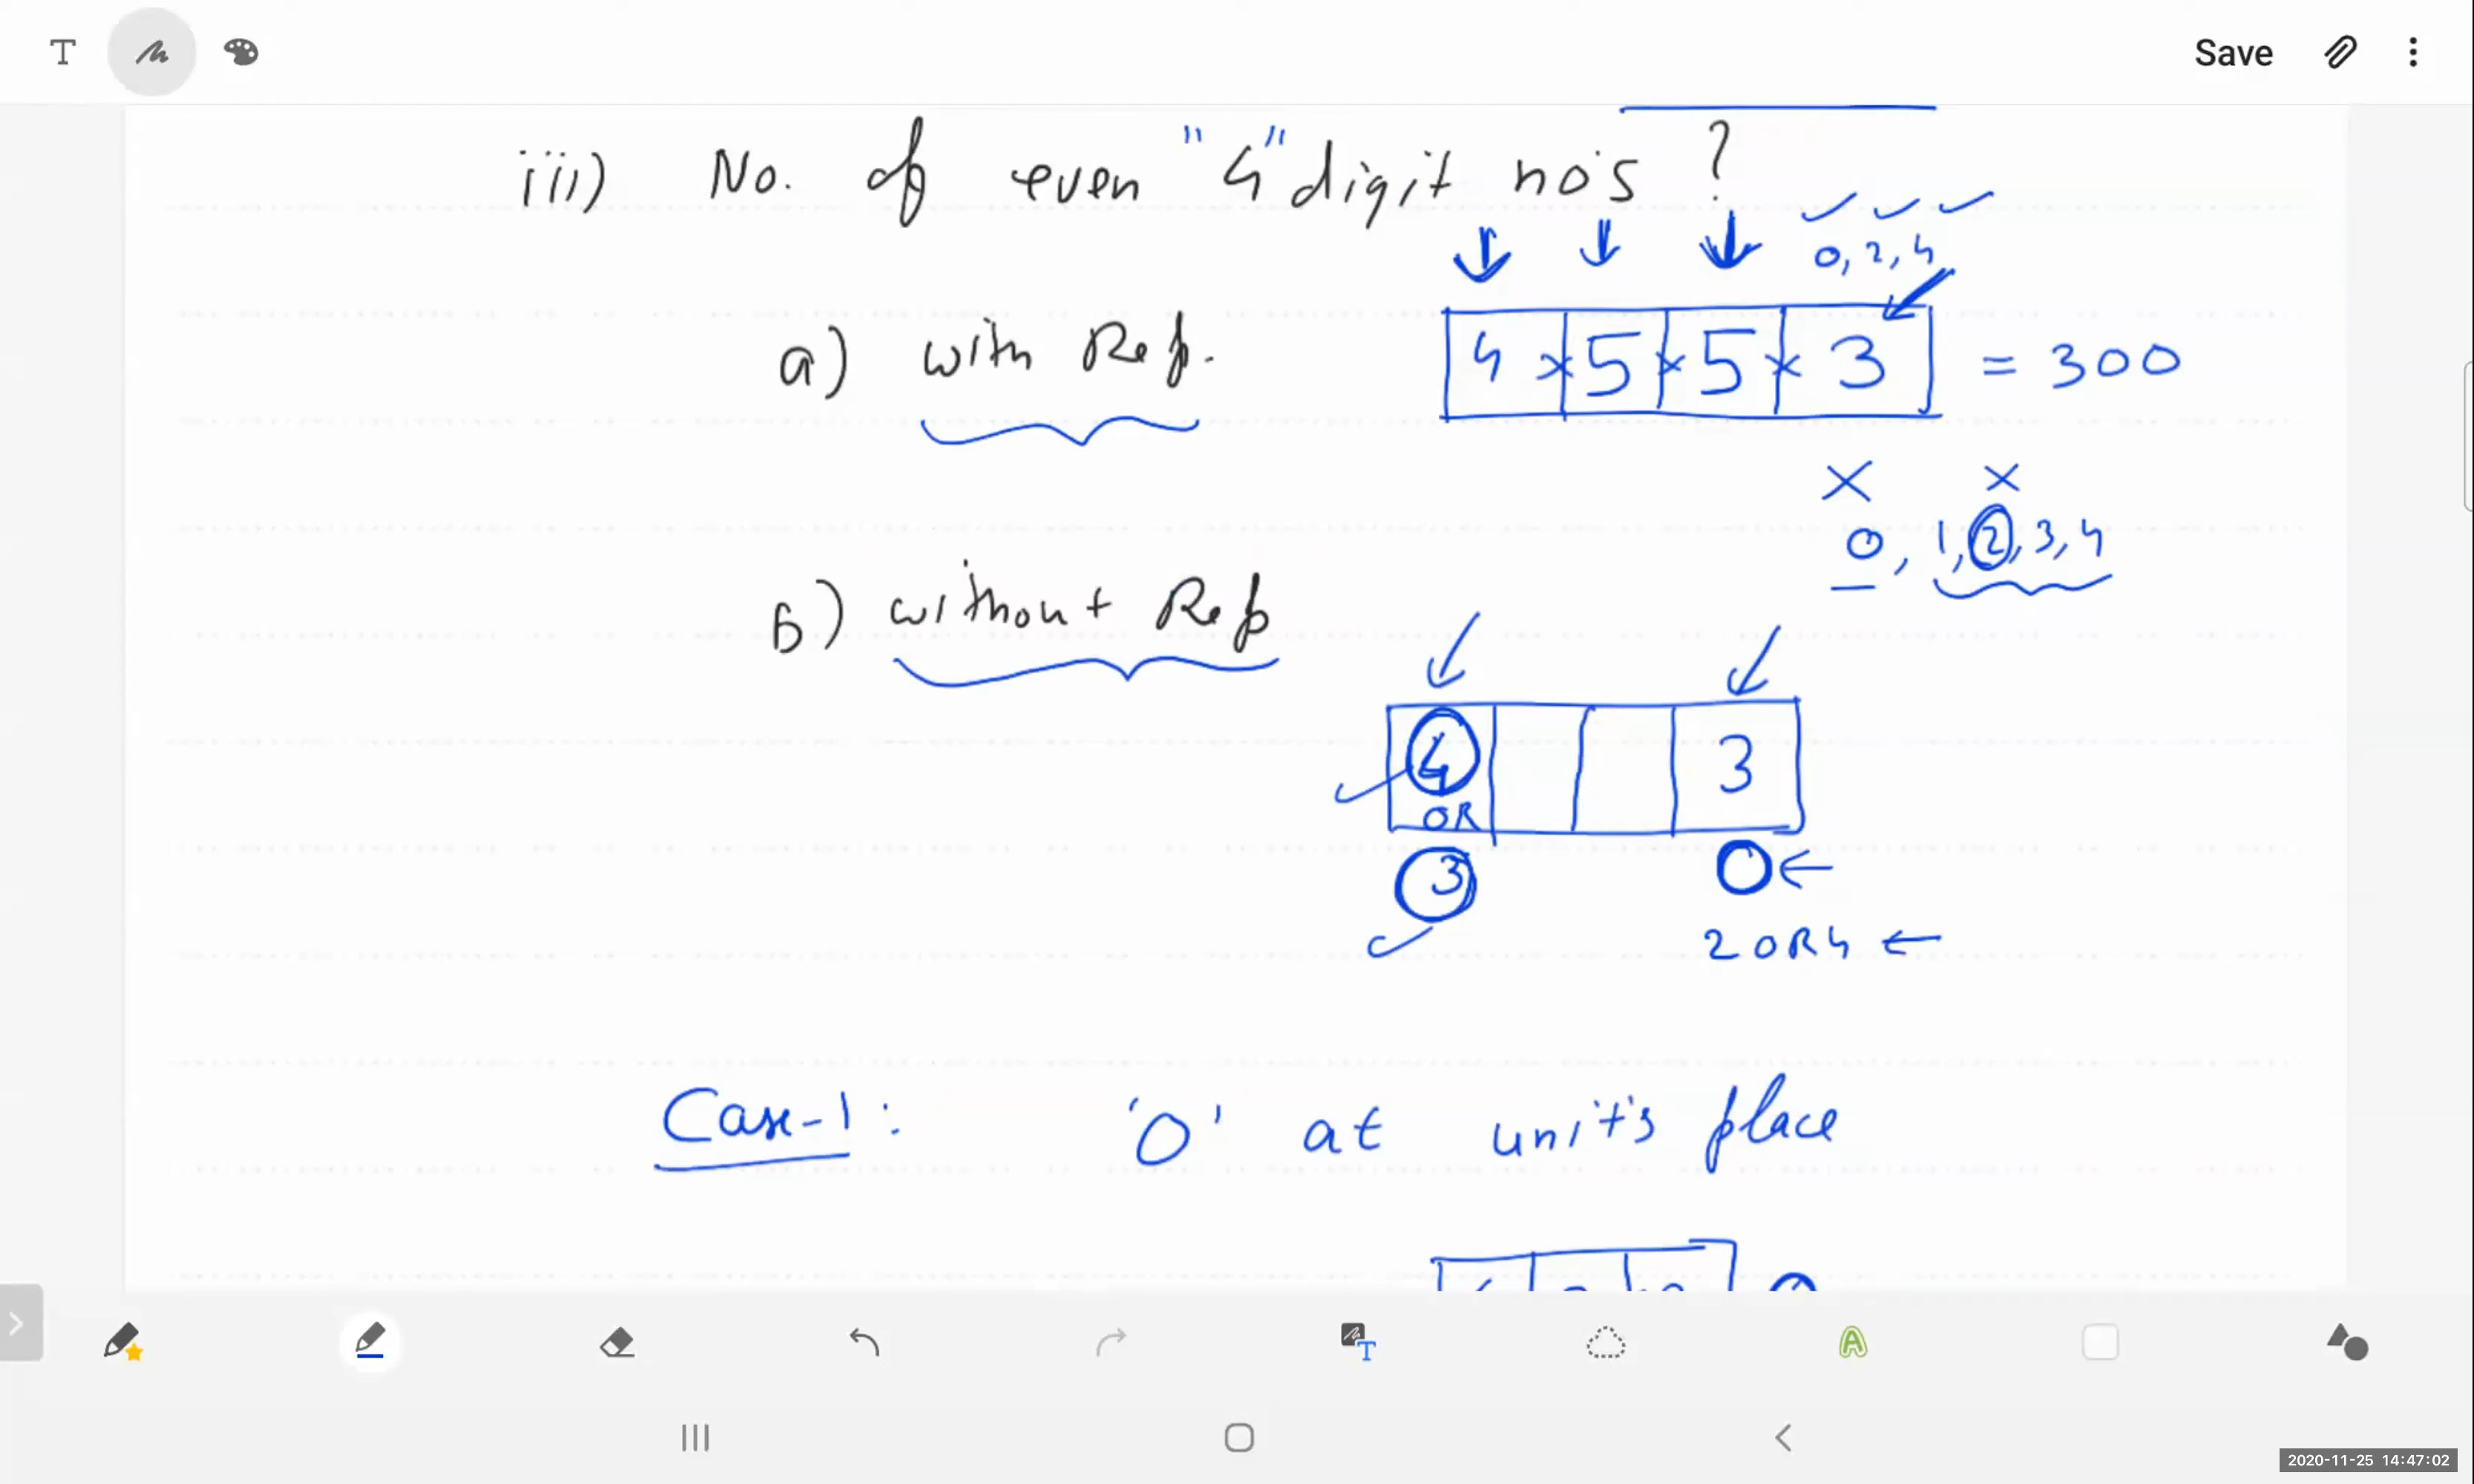 T Save
iii) No. of even "4" digit no's ?
0, 2, 4
a) with Rep. 4 × 5 × 5 × 3 = 300
0, 1, 2, 3, 4
b) without Rep
4 3
OR
3 0
2 OR 4
Case-1 : '0' at unit's place
T A
2020-11-25 14:47:02